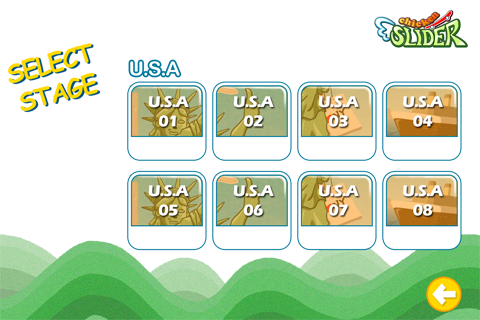 chicken
SLIDER
SELECT
STAGE
U.S.A
U.S.A
01
U.S.A
02
U.S.A
03
U.S.A
04
U.S.A
05
U.S.A
06
U.S.A
07
U.S.A
08